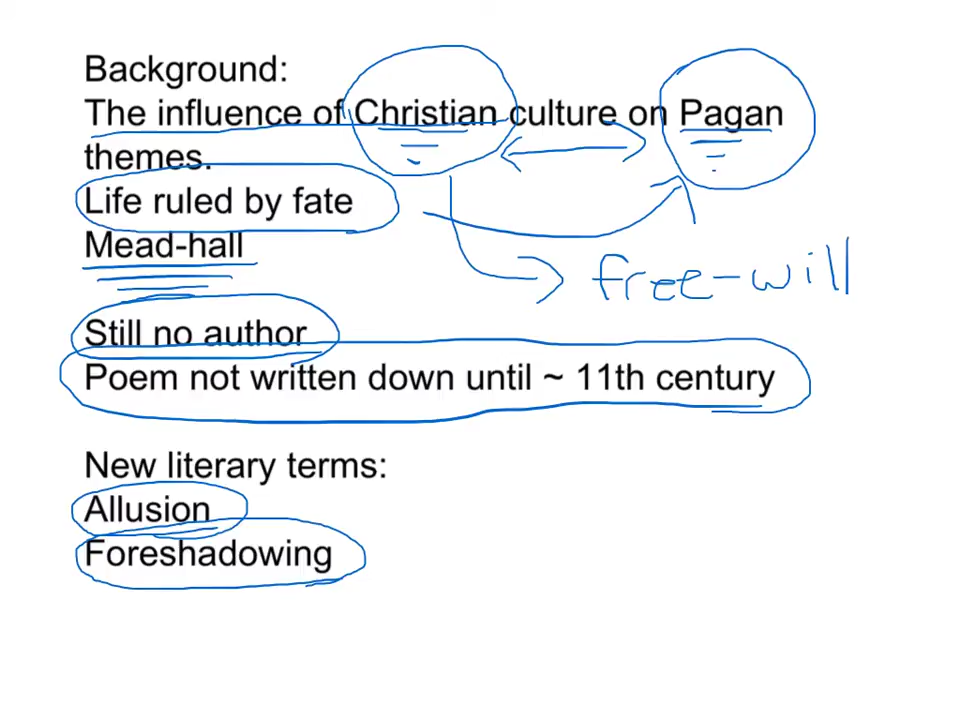 Background:
The influence of Christian culture on Pagan
themes.
Life ruled by fate
Mead-hall
free-will
Still no author
Poem not written down until ~ 11th century
New literary terms:
Allusion
Foreshadowing